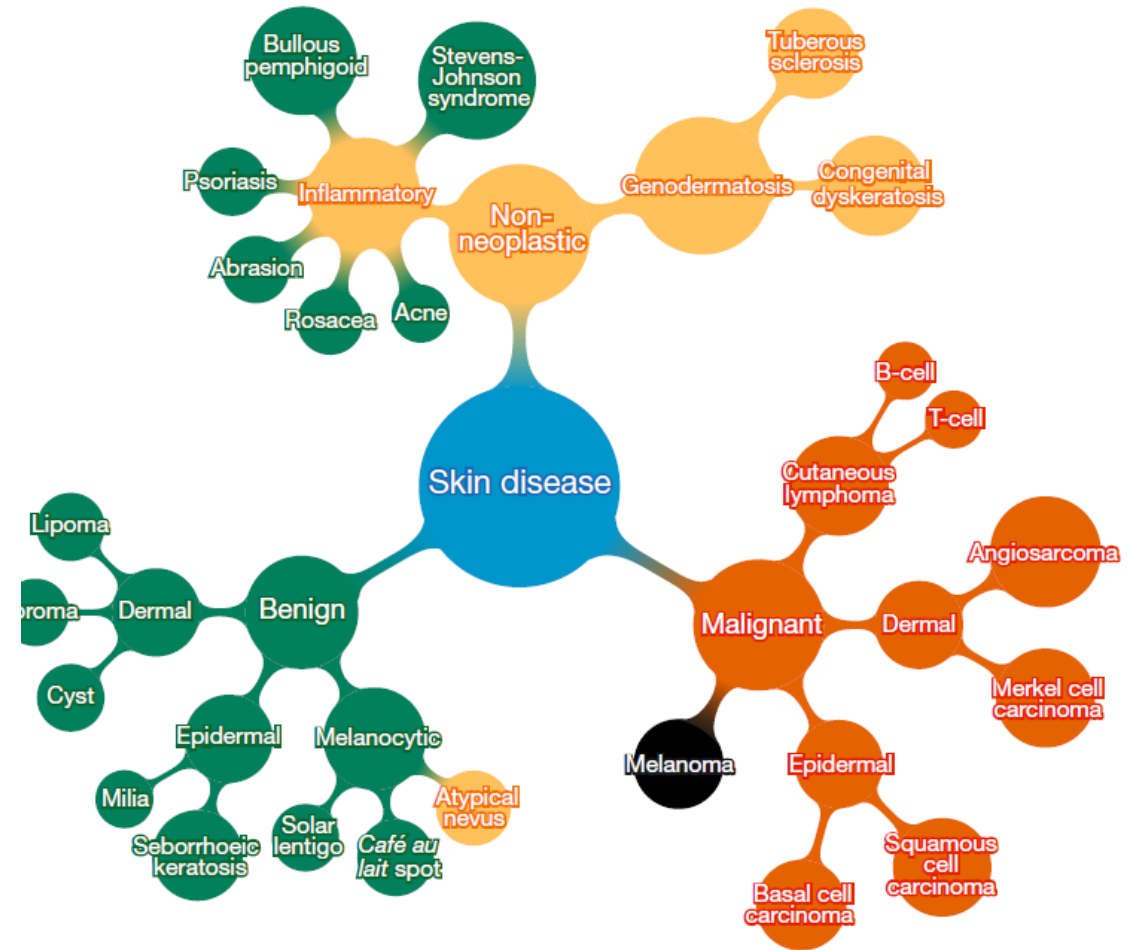 Bullous
pemphigoid
Stevens-
Johnson
syndrome
Tuberous
sclerosis
Psoriasis
Inflammatory
Non-
neoplastic
Genodermatosis
Congenital
dyskeratosis
Abrasion
Rosacea
Acne
B-cell
T-cell
Skin disease
Cutaneous
lymphoma
Lipoma
Angiosarcoma
Dermal
Benign
Malignant
Dermal
Cyst
Merkel cell
carcinoma
Epidermal
Melanocytic
Melanoma
Epidermal
Milia
Atypical
nevus
Seborrhoeic
keratosis
Solar
lentigo
Café au
lait spot
Squamous
cell
carcinoma
Basal cell
carcinoma